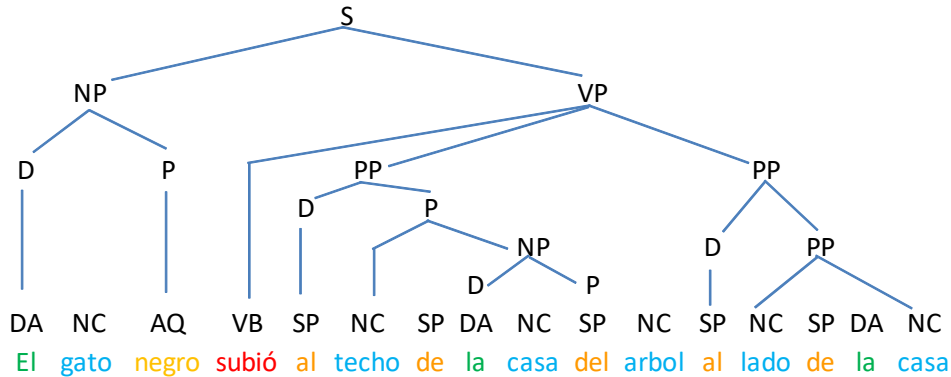 S
NP VP
D P PP PP
D P
NP D PP
D P
DA NC AQ VB SP NC SP DA NC SP NC SP NC SP DA NC
El gato negro subió al techo de la casa del arbol al lado de la casa